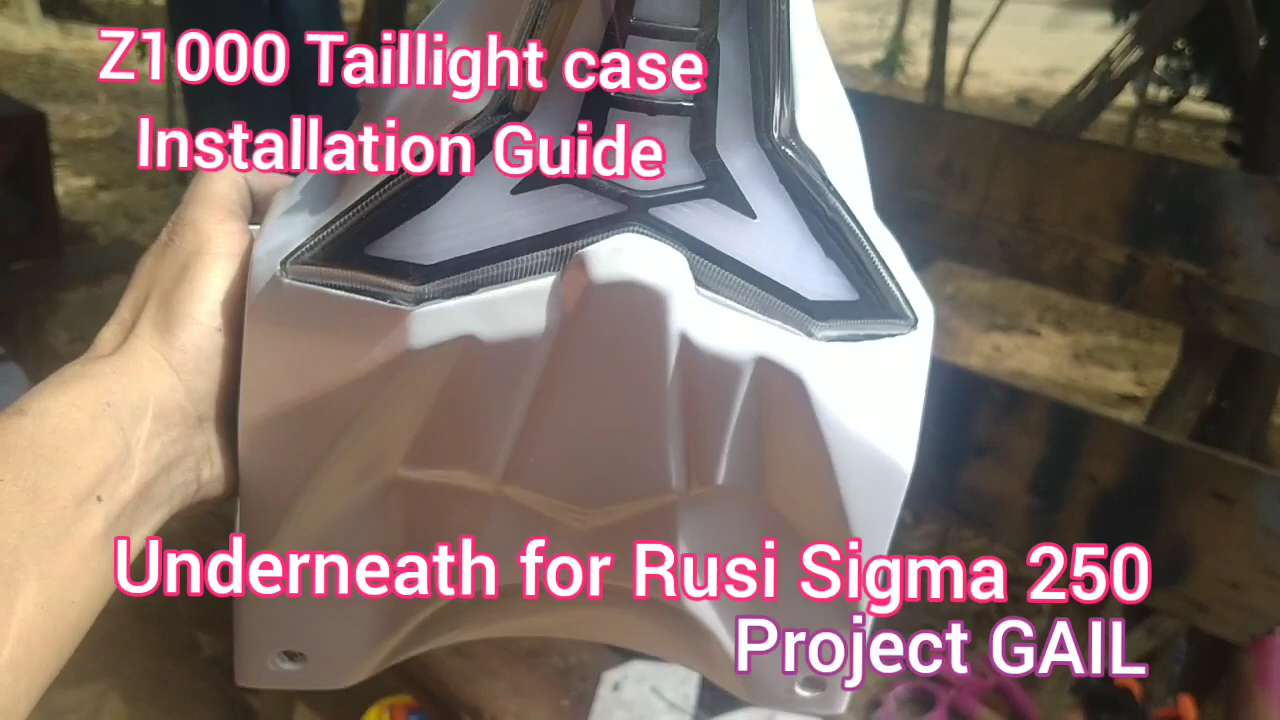 Z1000 Taillight case
Installation Guide
Underneath for Rusi Sigma 250
Project GAIL